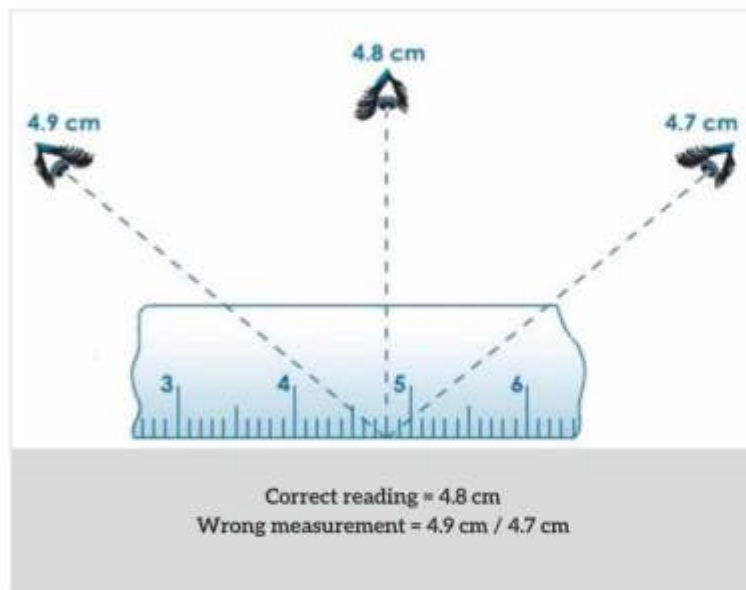 4.8 cm
4.9 cm
4.7 cm
3 4 5 6
Correct reading = 4.8 cm
Wrong measurement = 4.9 cm / 4.7 cm